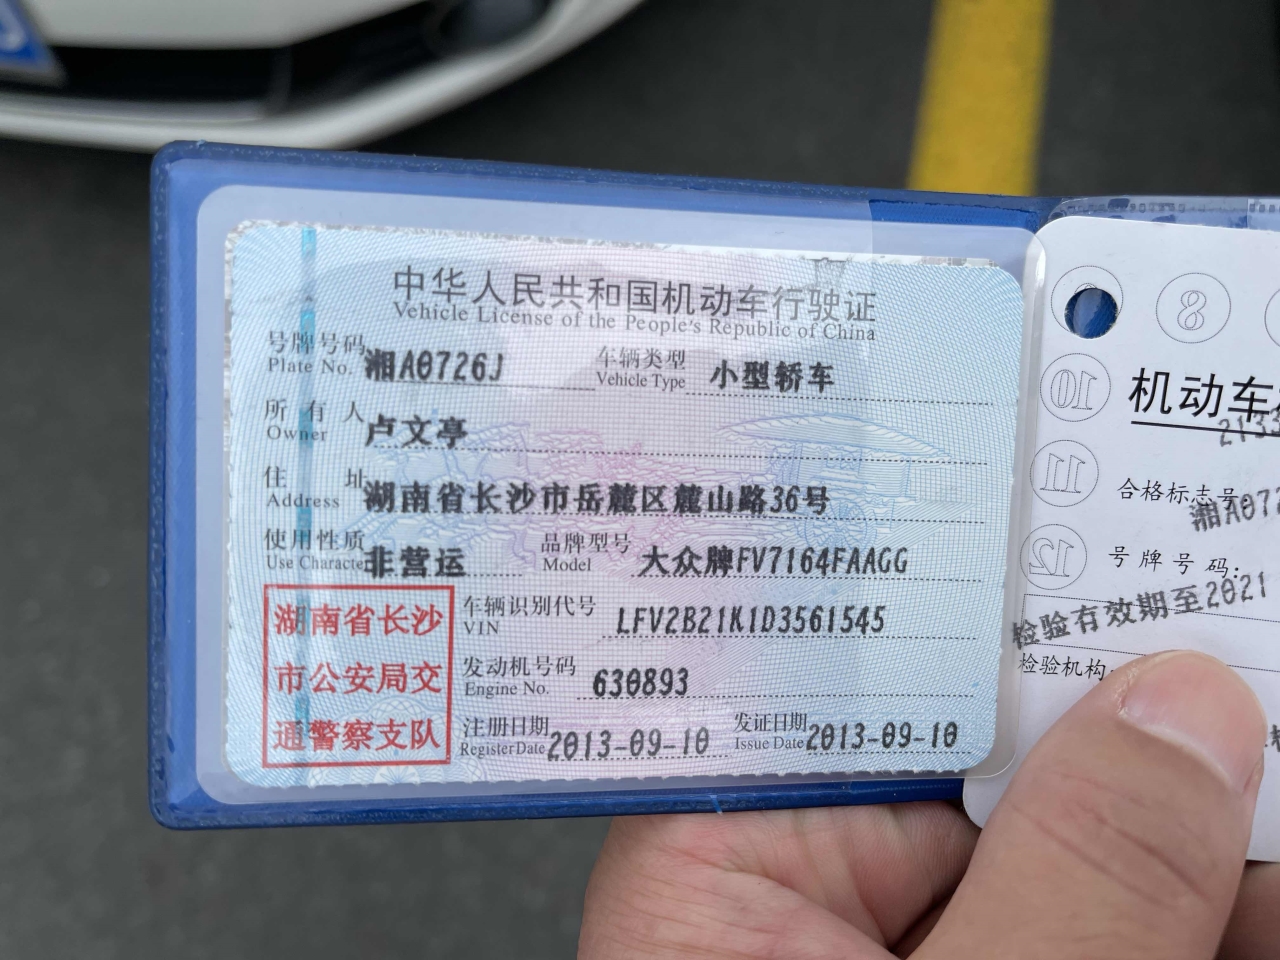 中华人民共和国机动车行驶证
Vehicle License of the People's Republic of China
号牌号码 湘A0726J 车辆类型 小型轿车
Plate No. Vehicle Type
所有人 卢文亭
Owner
住址 湖南省长沙市岳麓区麓山路36号
Address
使用性质 非营运 品牌型号 大众牌FV7164FAAGG
Use Character Model
湖南省长沙
市公安局交
通警察支队
车辆识别代号 LFV2B21K1D3561545
VIN
发动机号码 630893
Engine No.
注册日期 2013-09-10 发证日期 2013-09-10
Register Date Issue Date
8
10
11
12
机动车
2133
合格标志号:
湘A072
号牌号码:
检验有效期至2021
检验机构: